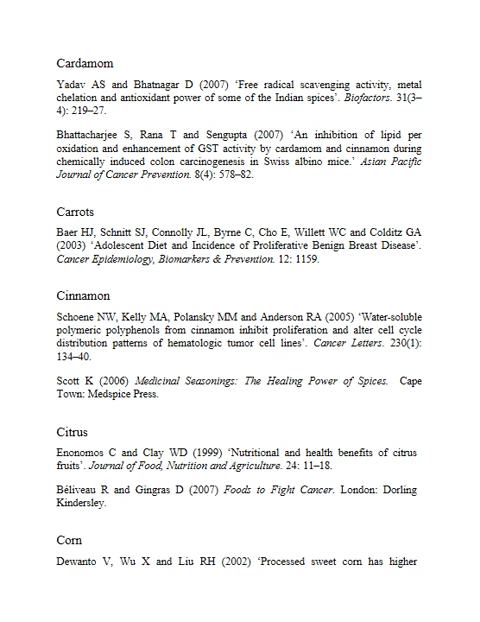 Cardamom
Yadav AS and Bhatnagar D (2007) ‘Free radical scavenging activity, metal
chelation and antioxidant power of some of the Indian spices’. Biofactors. 31(3–
4): 219–27.
Bhattacharjee S, Rana T and Sengupta (2007) ‘An inhibition of lipid per
oxidation and enhancement of GST activity by cardamom and cinnamon during
chemically induced colon carcinogenesis in Swiss albino mice.’ Asian Pacific
Journal of Cancer Prevention. 8(4): 578–82.
Carrots
Baer HJ, Schnitt SJ, Connolly JL, Byrne C, Cho E, Willett WC and Colditz GA
(2003) ‘Adolescent Diet and Incidence of Proliferative Benign Breast Disease’.
Cancer Epidemiology, Biomarkers & Prevention. 12: 1159.
Cinnamon
Schoene NW, Kelly MA, Polansky MM and Anderson RA (2005) ‘Water-soluble
polymeric polyphenols from cinnamon inhibit proliferation and alter cell cycle
distribution patterns of hematologic tumor cell lines’. Cancer Letters. 230(1):
134–40.
Scott K (2006) Medicinal Seasonings: The Healing Power of Spices. Cape
Town: Medspice Press.
Citrus
Enonomos C and Clay WD (1999) ‘Nutritional and health benefits of citrus
fruits’. Journal of Food, Nutrition and Agriculture. 24: 11–18.
Béliveau R and Gingras D (2007) Foods to Fight Cancer. London: Dorling
Kindersley.
Corn
Dewanto V, Wu X and Liu RH (2002) ‘Processed sweet corn has higher